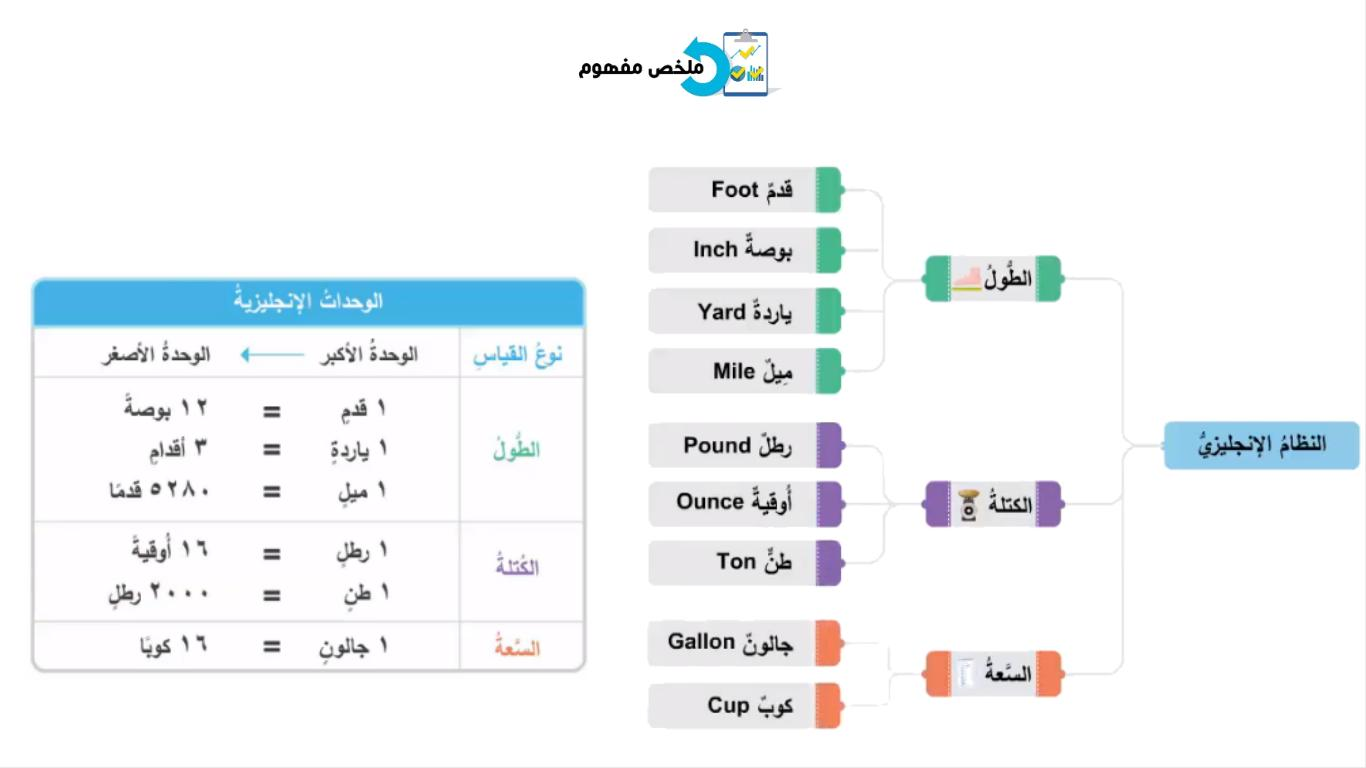 ملخص مفهوم
النظامُ الإنجليزيُّ
الطُّولُ
قدمٌ Foot
بوصةٌ Inch
ياردةٌ Yard
مِيلٌ Mile
الكتلةُ
رطلٌ Pound
أُوقيةٌ Ounce
طنٌّ Ton
السَّعةُ
جالونٌ Gallon
كوبٌ Cup
الوحداتُ الإنجليزيةُ
نوعُ القياسِ الوحدةُ الأكبر الوحدةُ الأصغر
الطُّولُ
١ قدمٍ = ١٢ بوصةً
١ ياردةٍ = ٣ أقدامٍ
١ ميلٍ = ٥٢٨٠ قدمًا
الكُتلةُ
١ رطلٍ = ١٦ أُوقيةً
١ طنٍ = ٢٠٠٠ رطلٍ
السَّعةُ
١ جالونٍ = ١٦ كوبًا